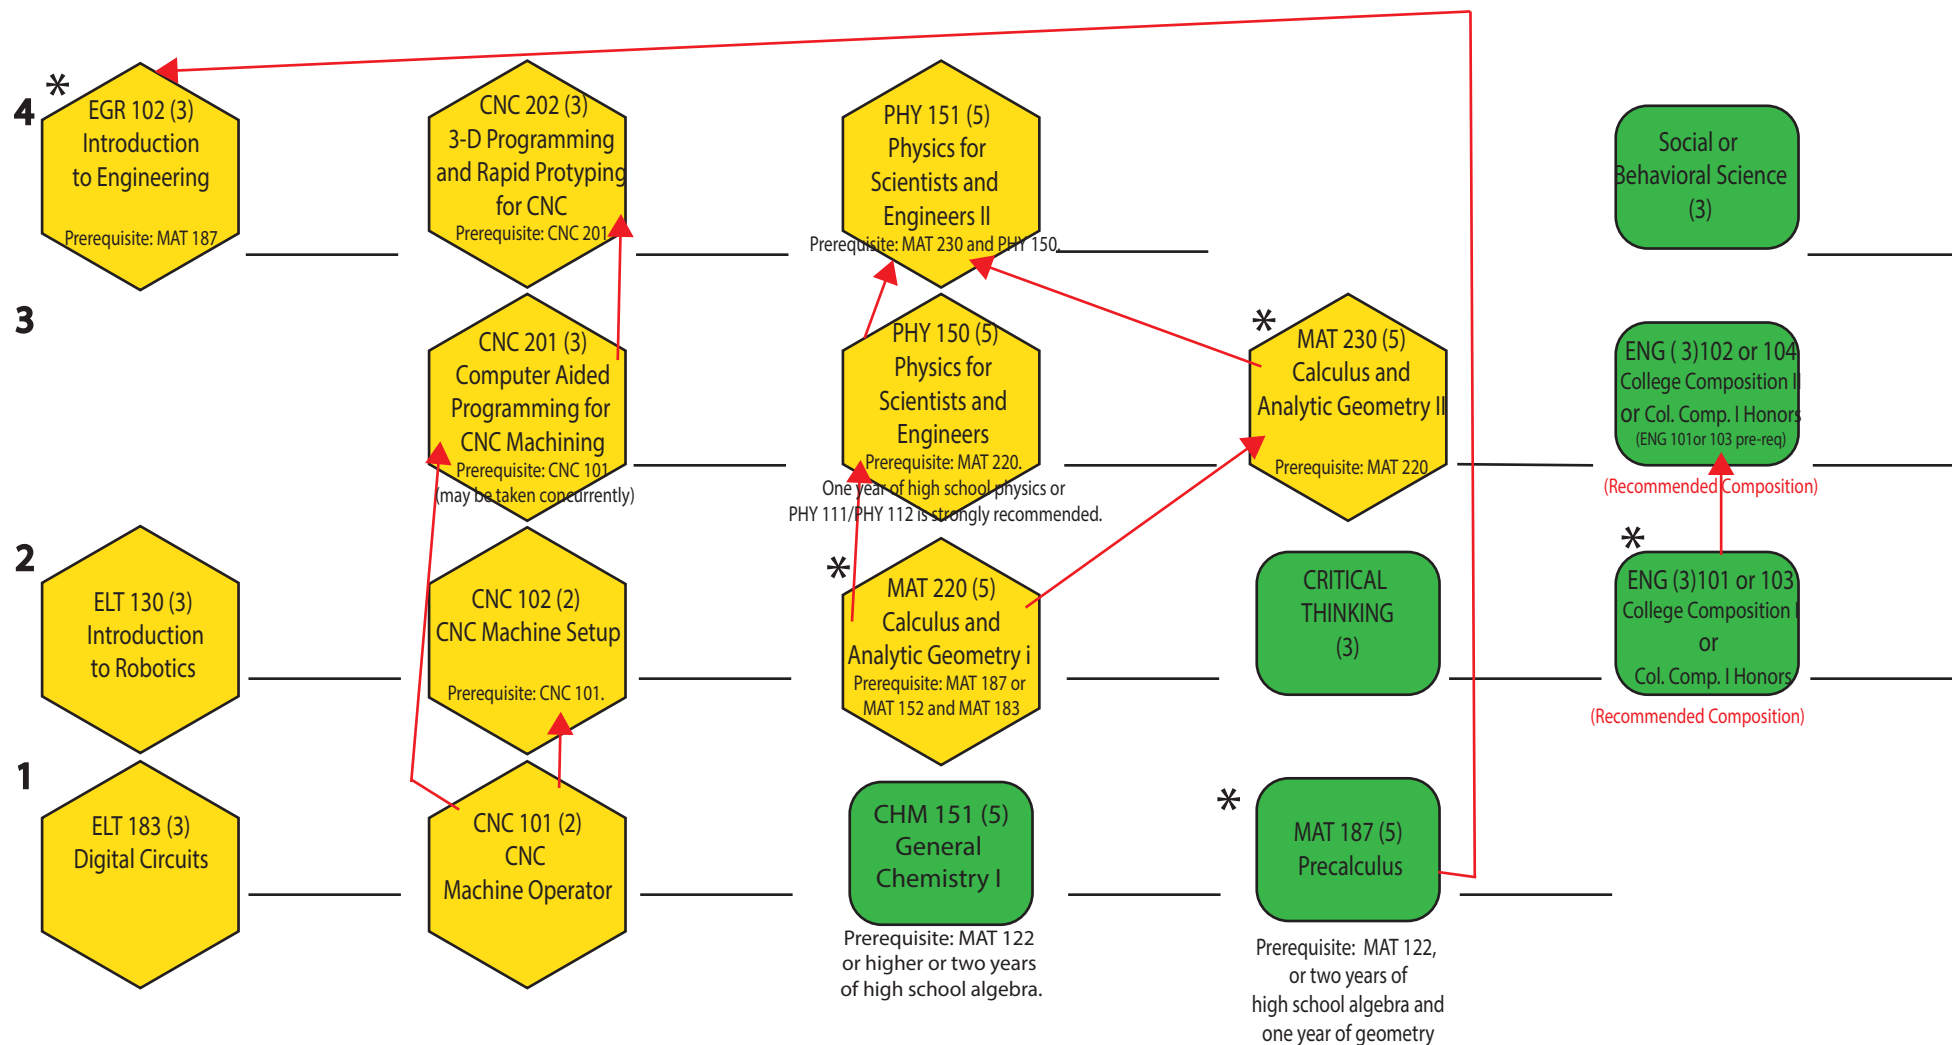 *
4
EGR 102 (3)
Introduction
to Engineering
Prerequisite: MAT 187
CNC 202 (3)
3-D Programming
and Rapid Protyping
for CNC
Prerequisite: CNC 201
PHY 151 (5)
Physics for
Scientists and
Engineers II
Prerequisite: MAT 230 and PHY 150.
Social or
Behavioral Science
(3)
3
CNC 201 (3)
Computer Aided
Programming for
CNC Machining
Prerequisite: CNC 101
(may be taken concurrently)
PHY 150 (5)
Physics for
Scientists and
Engineers
Prerequisite: MAT 220.
One year of high school physics or
PHY 111/PHY 112 is strongly recommended.
*
MAT 230 (5)
Calculus and
Analytic Geometry II
Prerequisite: MAT 220
ENG ( 3)102 or 104
College Composition II
or Col. Comp. I Honors
(ENG 101or 103 pre-req)
(Recommended Composition)
2
ELT 130 (3)
Introduction
to Robotics
CNC 102 (2)
CNC Machine Setup
Prerequisite: CNC 101.
*
MAT 220 (5)
Calculus and
Analytic Geometry i
Prerequisite: MAT 187 or
MAT 152 and MAT 183
CRITICAL
THINKING
(3)
*
ENG (3)101 or 103
College Composition I
or
Col. Comp. I Honors
(Recommended Composition)
1
ELT 183 (3)
Digital Circuits
CNC 101 (2)
CNC
Machine Operator
CHM 151 (5)
General
Chemistry I
Prerequisite: MAT 122
or higher or two years
of high school algebra.
*
MAT 187 (5)
Precalculus
Prerequisite: MAT 122,
or two years of
high school algebra and
one year of geometry